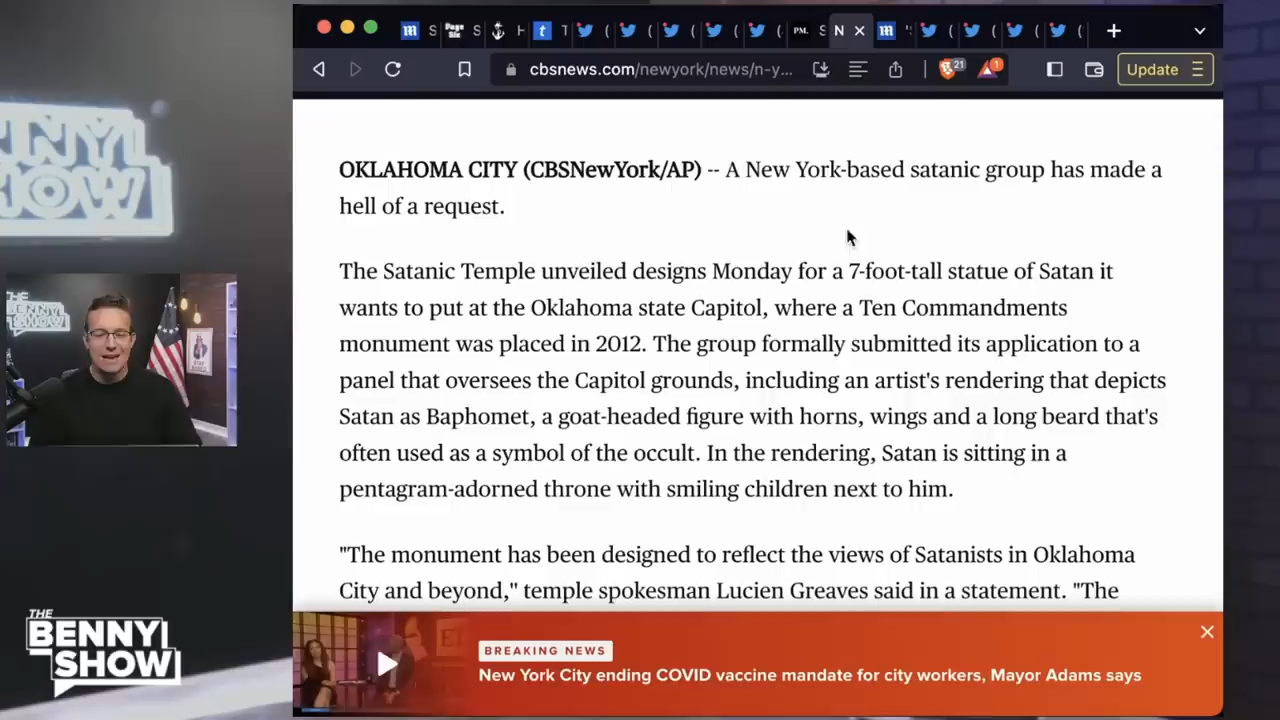 cbsnews.com/newyork/news/n-y...
21
1
Update
OKLAHOMA CITY (CBSNewYork/AP) -- A New York-based satanic group has made a
hell of a request.
The Satanic Temple unveiled designs Monday for a 7-foot-tall statue of Satan it
wants to put at the Oklahoma state Capitol, where a Ten Commandments
monument was placed in 2012. The group formally submitted its application to a
panel that oversees the Capitol grounds, including an artist's rendering that depicts
Satan as Baphomet, a goat-headed figure with horns, wings and a long beard that's
often used as a symbol of the occult. In the rendering, Satan is sitting in a
pentagram-adorned throne with smiling children next to him.
"The monument has been designed to reflect the views of Satanists in Oklahoma
City and beyond," temple spokesman Lucien Greaves said in a statement. "The
BREAKING NEWS
New York City ending COVID vaccine mandate for city workers, Mayor Adams says
THE
BENNY
SHOW
THE
BENNY
SHOW